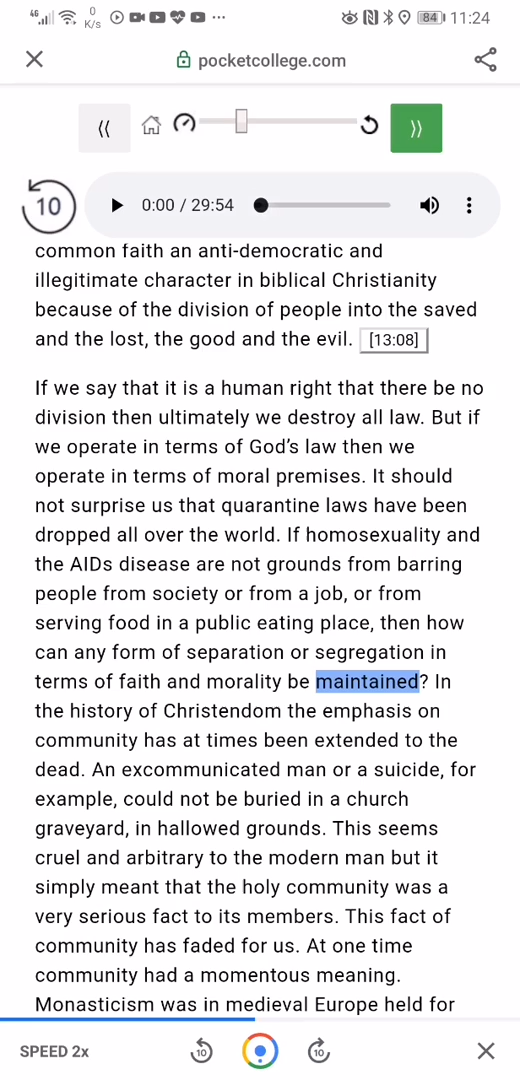 46 0 K/s 84 11:24
pocketcollege.com
⟨⟨ ⟩⟩
10 0:00 / 29:54
common faith an anti-democratic and
illegitimate character in biblical Christianity
because of the division of people into the saved
and the lost, the good and the evil. [13:08]
If we say that it is a human right that there be no
division then ultimately we destroy all law. But if
we operate in terms of God’s law then we
operate in terms of moral premises. It should
not surprise us that quarantine laws have been
dropped all over the world. If homosexuality and
the AIDs disease are not grounds from barring
people from society or from a job, or from
serving food in a public eating place, then how
can any form of separation or segregation in
terms of faith and morality be maintained? In
the history of Christendom the emphasis on
community has at times been extended to the
dead. An excommunicated man or a suicide, for
example, could not be buried in a church
graveyard, in hallowed grounds. This seems
cruel and arbitrary to the modern man but it
simply meant that the holy community was a
very serious fact to its members. This fact of
community has faded for us. At one time
community had a momentous meaning.
Monasticism was in medieval Europe held for
SPEED 2x 10 10